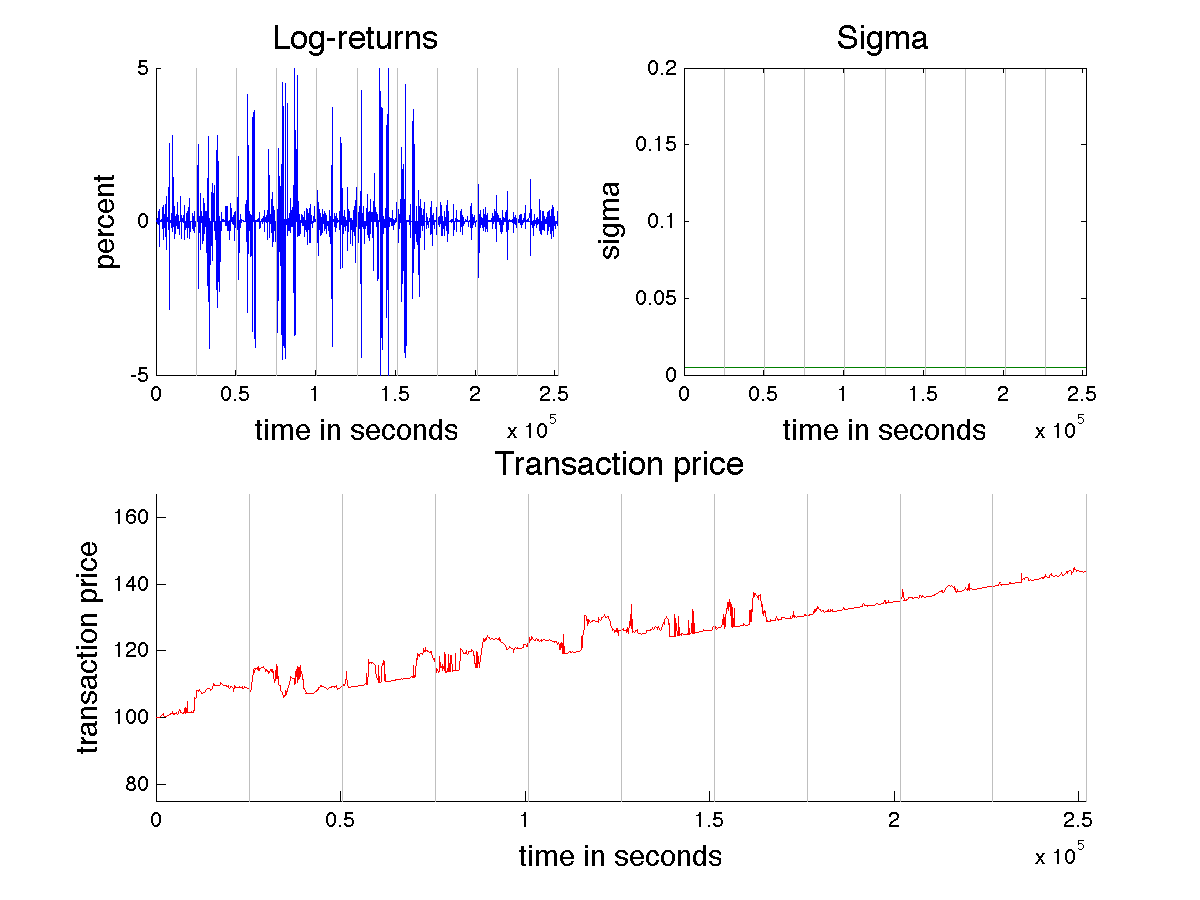 Log-returns
5
0
-5
percent
0 0.5 1 1.5 2 2.5
x 10^5
time in seconds
Sigma
0.2
0.15
0.1
0.05
0
sigma
0 0.5 1 1.5 2 2.5
x 10^5
time in seconds
Transaction price
160
140
120
100
80
transaction price
0 0.5 1 1.5 2 2.5
x 10^5
time in seconds